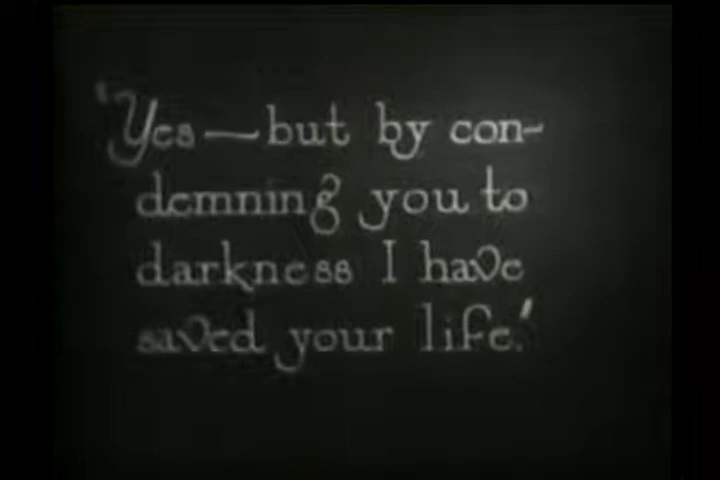 'Yes—but by con-
demning you to
darkness I have
saved your life.'